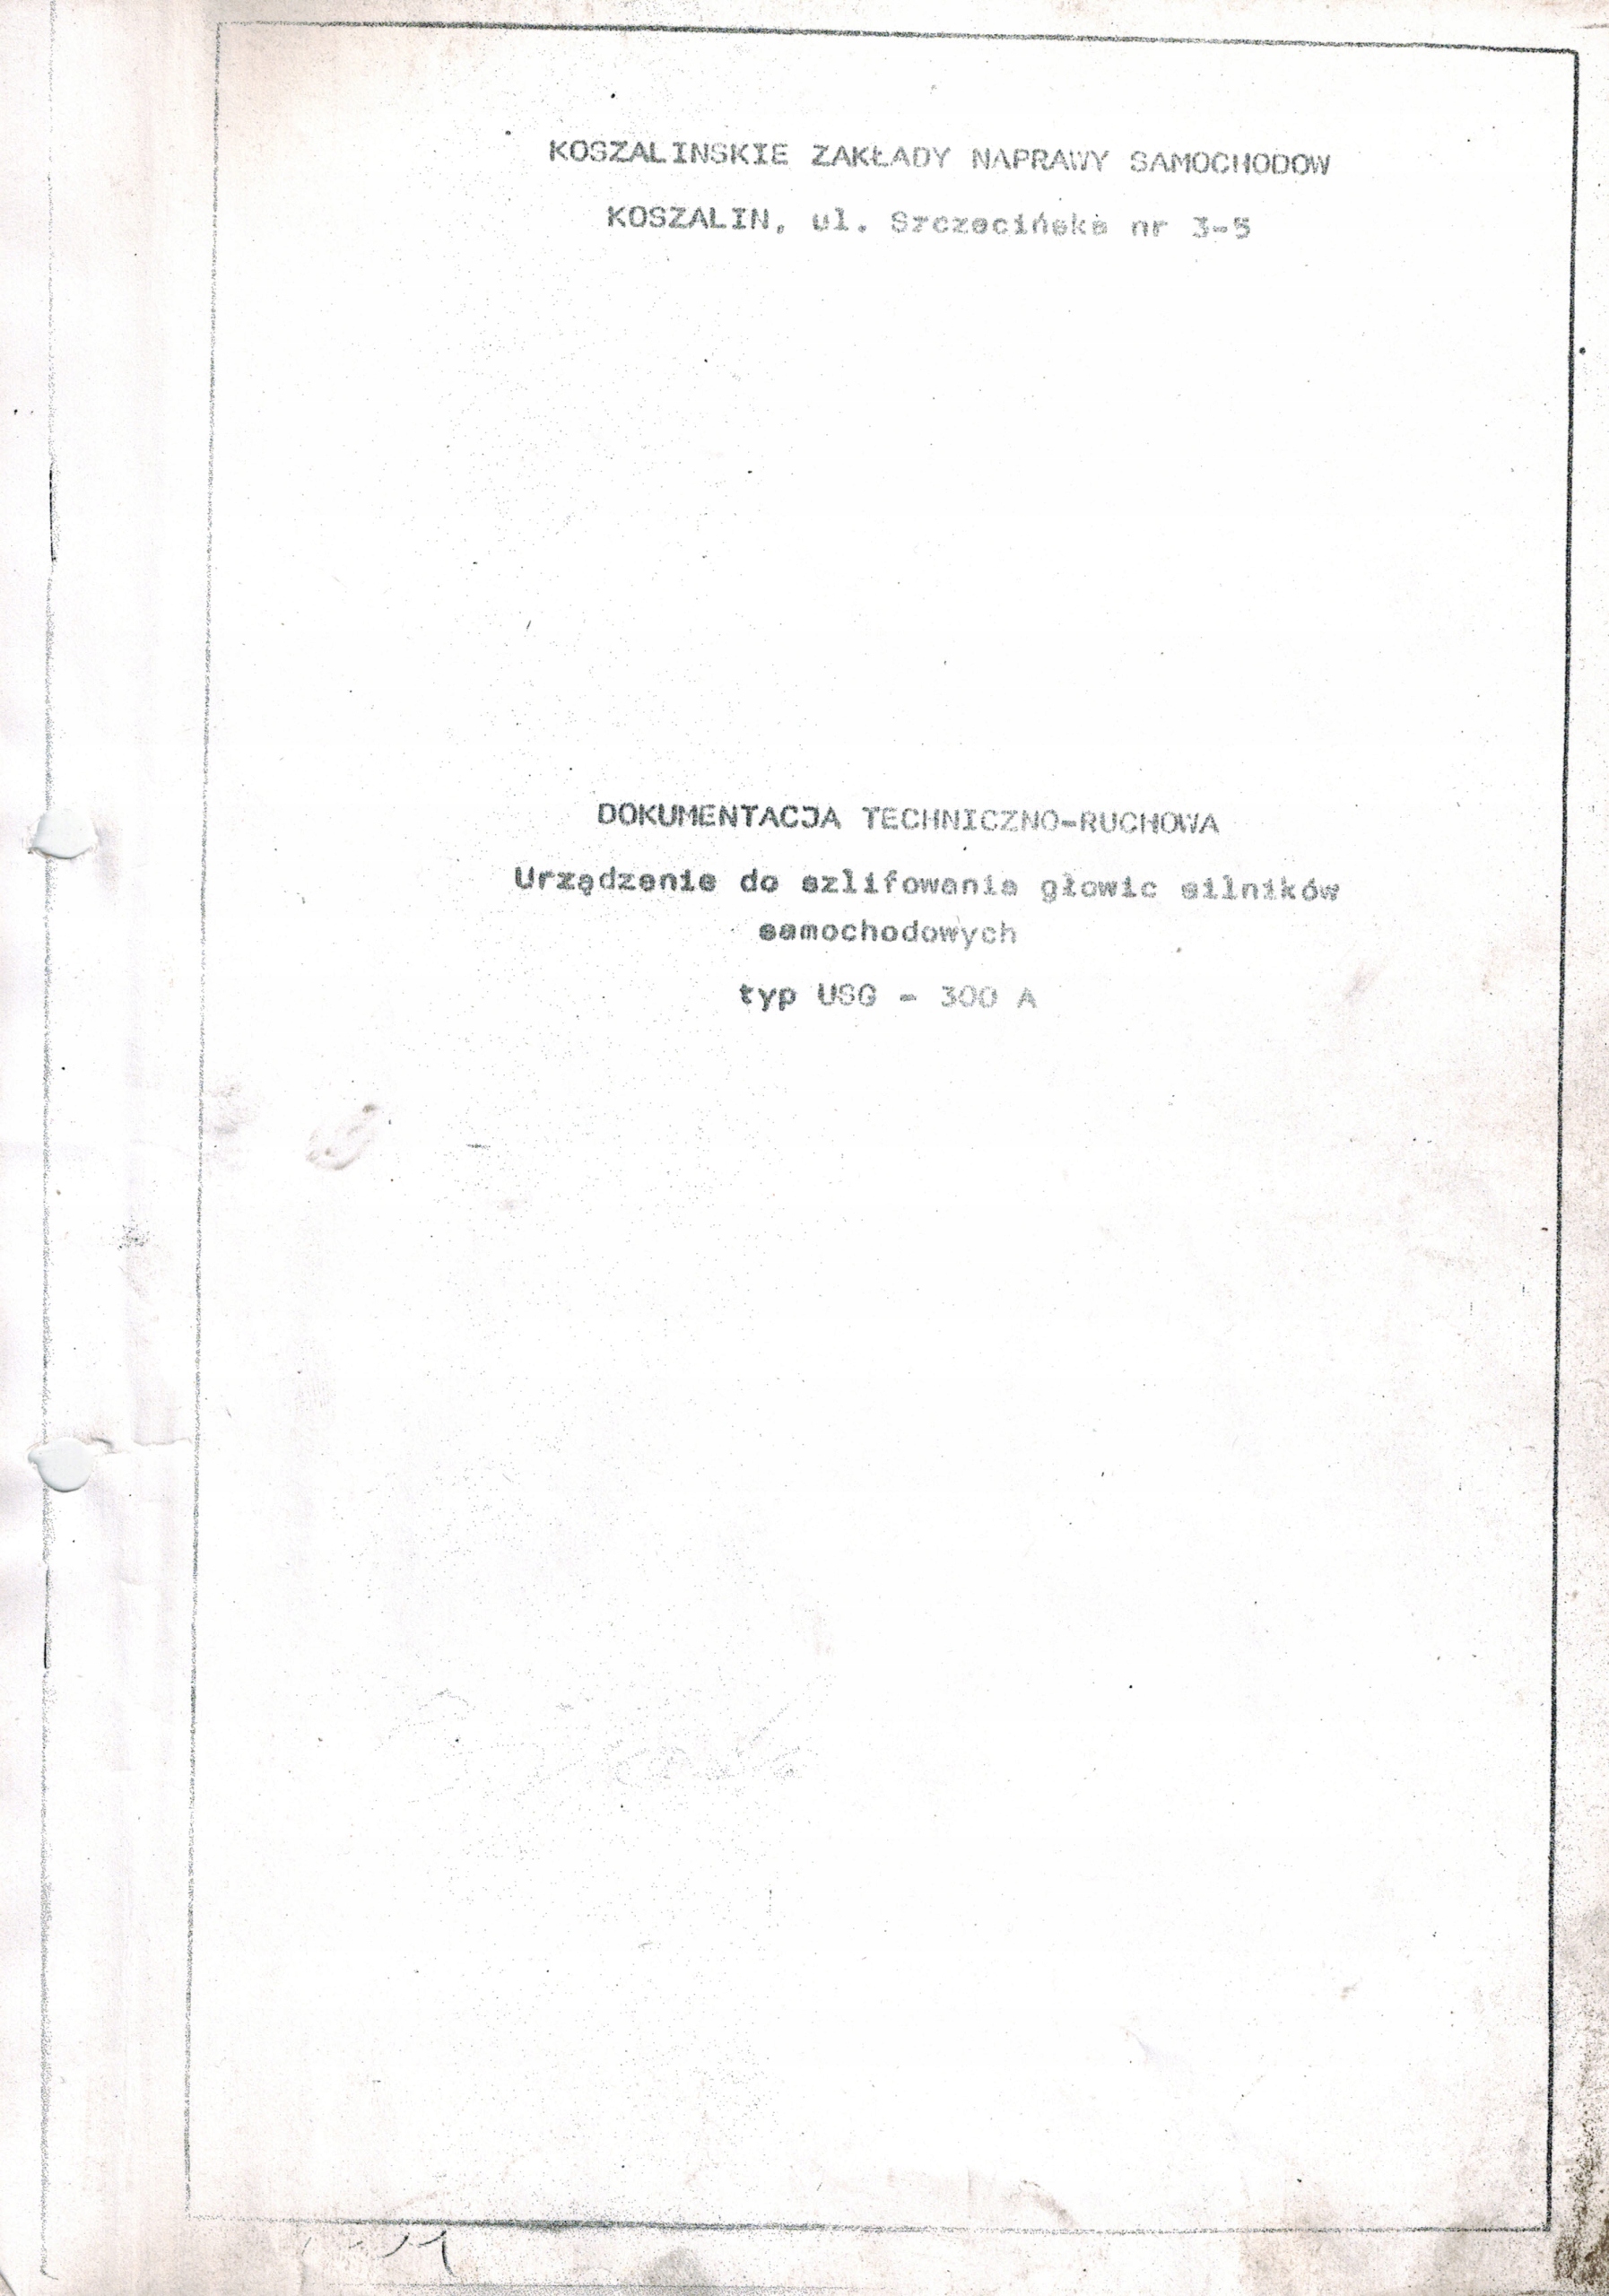 KOSZALINSKIE ZAKŁADY NAPRAWY SAMOCHODOW
KOSZALIN, ul. Szczecińska nr 3-5
DOKUMENTACJA TECHNICZNO-RUCHOWA
Urządzenie do szlifowania głowic silników
samochodowych
typ USG - 300 A